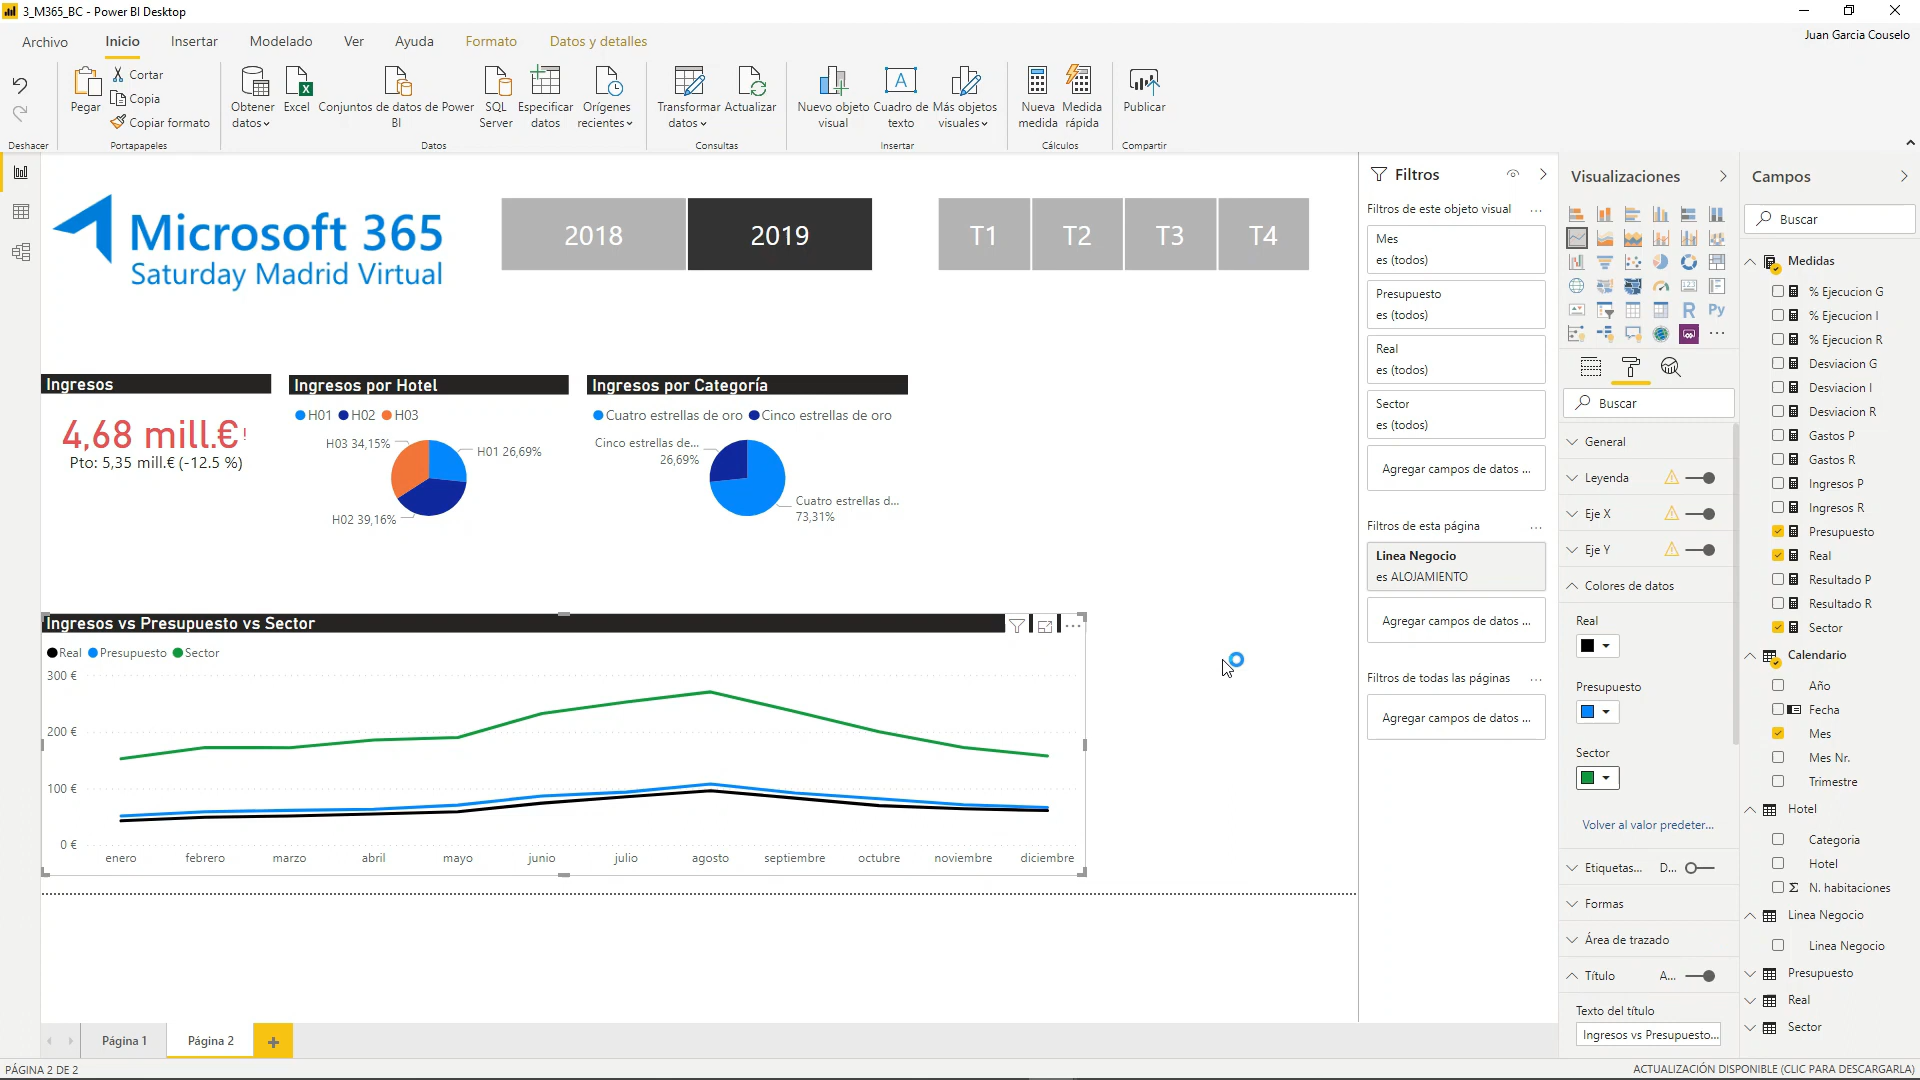 3_M365_BC - Power BI Desktop
Juan Garcia Couselo
Archivo Inicio Insertar Modelado Ver Ayuda Formato Datos y detalles
Pegar
Cortar
Copia
Copiar formato
Obtener datos
Excel
Conjuntos de datos de Power BI
SQL Server
Especificar datos
Orígenes recientes
Transformar datos
Actualizar
Nuevo objeto visual
Cuadro de texto
Más objetos visuales
Nueva medida
Medida rápida
Publicar
Deshacer Portapapeles Datos Consultas Insertar Cálculos Compartir
Microsoft 365
Saturday Madrid Virtual
2018 2019
T1 T2 T3 T4
Ingresos
4,68 mill.€!
Pto: 5,35 mill.€ (-12.5 %)
Ingresos por Hotel
H01 H02 H03
H03 34,15%
H01 26,69%
H02 39,16%
Ingresos por Categoría
Cuatro estrellas de oro Cinco estrellas de oro
Cinco estrellas de...
26,69%
Cuatro estrellas d...
73,31%
Ingresos vs Presupuesto vs Sector
Real Presupuesto Sector
300 €
200 €
100 €
0 €
enero febrero marzo abril mayo junio julio agosto septiembre octubre noviembre diciembre
Filtros
Filtros de este objeto visual ...
Mes
es (todos)
Presupuesto
es (todos)
Real
es (todos)
Sector
es (todos)
Agregar campos de datos ...
Filtros de esta página ...
Linea Negocio
es ALOJAMIENTO
Agregar campos de datos ...
Filtros de todas las páginas ...
Agregar campos de datos ...
Visualizaciones
R Py
Buscar
General
Leyenda
Eje X
Eje Y
Colores de datos
Real
Presupuesto
Sector
Volver al valor predeter...
Etiquetas... D...
Formas
Área de trazado
Título A...
Texto del título
Ingresos vs Presupuesto...
Campos
Buscar
Medidas
% Ejecucion G
% Ejecucion I
% Ejecucion R
Desviacion G
Desviacion I
Desviacion R
Gastos P
Gastos R
Ingresos P
Ingresos R
Presupuesto
Real
Resultado P
Resultado R
Sector
Calendario
Año
Fecha
Mes
Mes Nr.
Trimestre
Hotel
Categoria
Hotel
Σ N. habitaciones
Linea Negocio
Linea Negocio
Presupuesto
Real
Sector
Página 1 Página 2 +
PÁGINA 2 DE 2
ACTUALIZACIÓN DISPONIBLE (CLIC PARA DESCARGARLA)